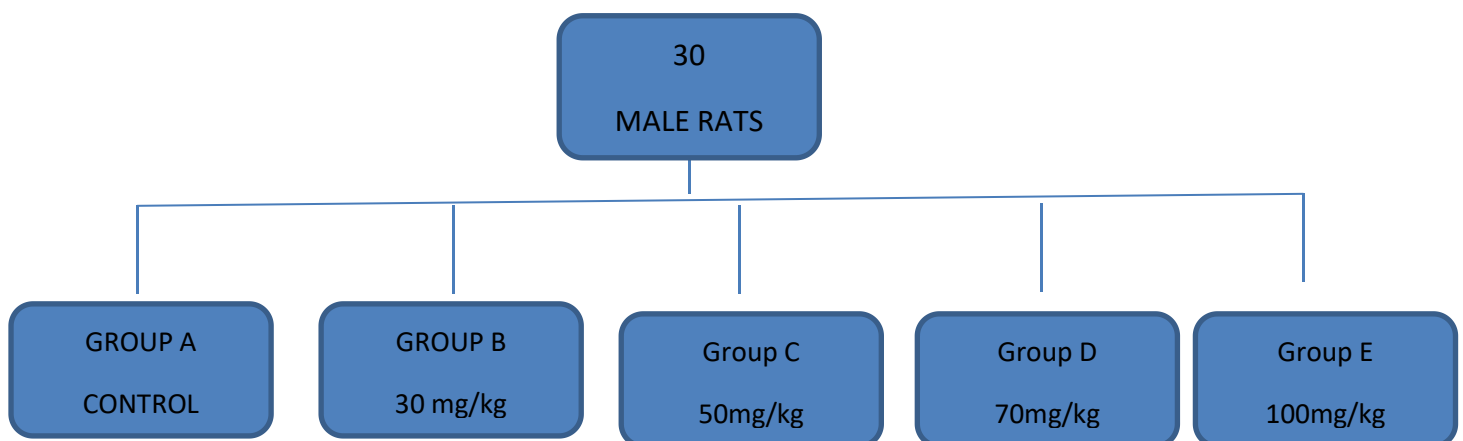 30
MALE RATS
GROUP A
CONTROL
GROUP B
30 mg/kg
Group C
50mg/kg
Group D
70mg/kg
Group E
100mg/kg